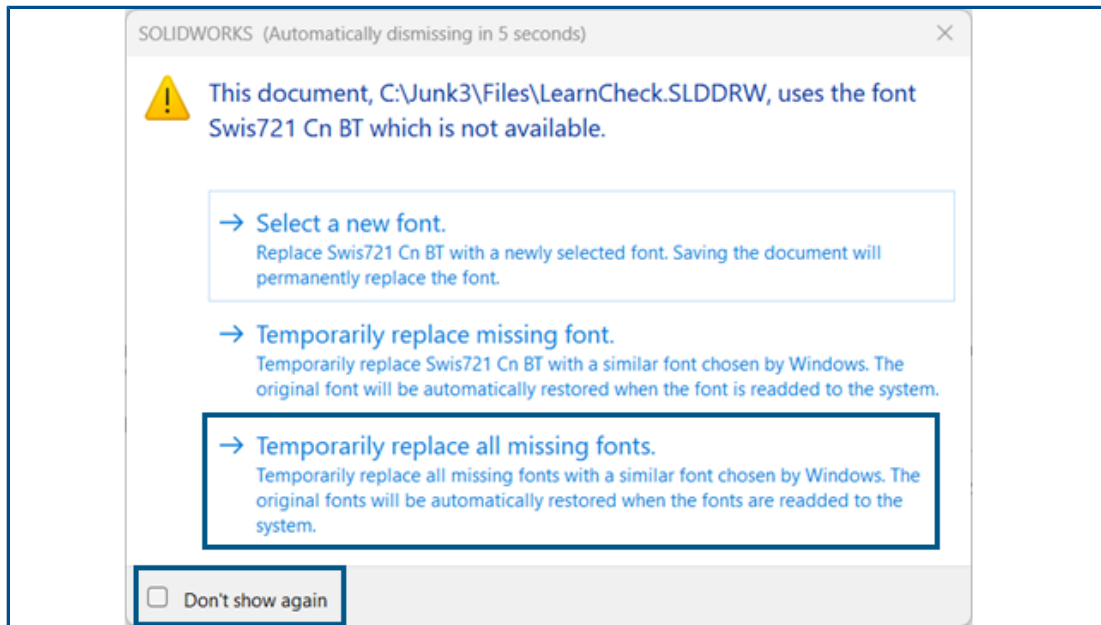 SOLIDWORKS (Automatically dismissing in 5 seconds)
This document, C:\Junk3\Files\LearnCheck.SLDDRW, uses the font
Swis721 Cn BT which is not available.
Select a new font.
Replace Swis721 Cn BT with a newly selected font. Saving the document will
permanently replace the font.
Temporarily replace missing font.
Temporarily replace Swis721 Cn BT with a similar font chosen by Windows. The
original font will be automatically restored when the font is readded to the system.
Temporarily replace all missing fonts.
Temporarily replace all missing fonts with a similar font chosen by Windows. The
original fonts will be automatically restored when the fonts are readded to the
system.
Don't show again